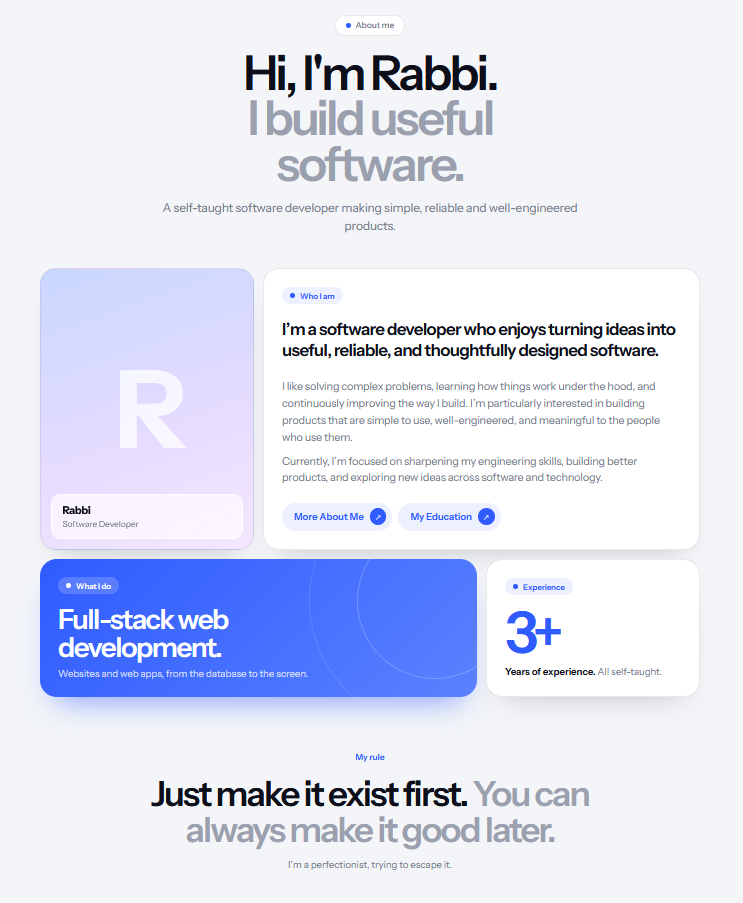 About me
Hi, I'm Rabbi.
I build useful
software.
A self-taught software developer making simple, reliable and well-engineered
products.
R
Rabbi
Software Developer
Who I am
I’m a software developer who enjoys turning ideas into
useful, reliable, and thoughtfully designed software.
I like solving complex problems, learning how things work under the hood, and
continuously improving the way I build. I’m particularly interested in building
products that are simple to use, well-engineered, and meaningful to the people
who use them.
Currently, I’m focused on sharpening my engineering skills, building better
products, and exploring new ideas across software and technology.
More About Me ↗
My Education ↗
What I do
Full-stack web
development.
Websites and web apps, from the database to the screen.
Experience
3+
Years of experience. All self-taught.
My rule
Just make it exist first. You can
always make it good later.
I’m a perfectionist, trying to escape it.